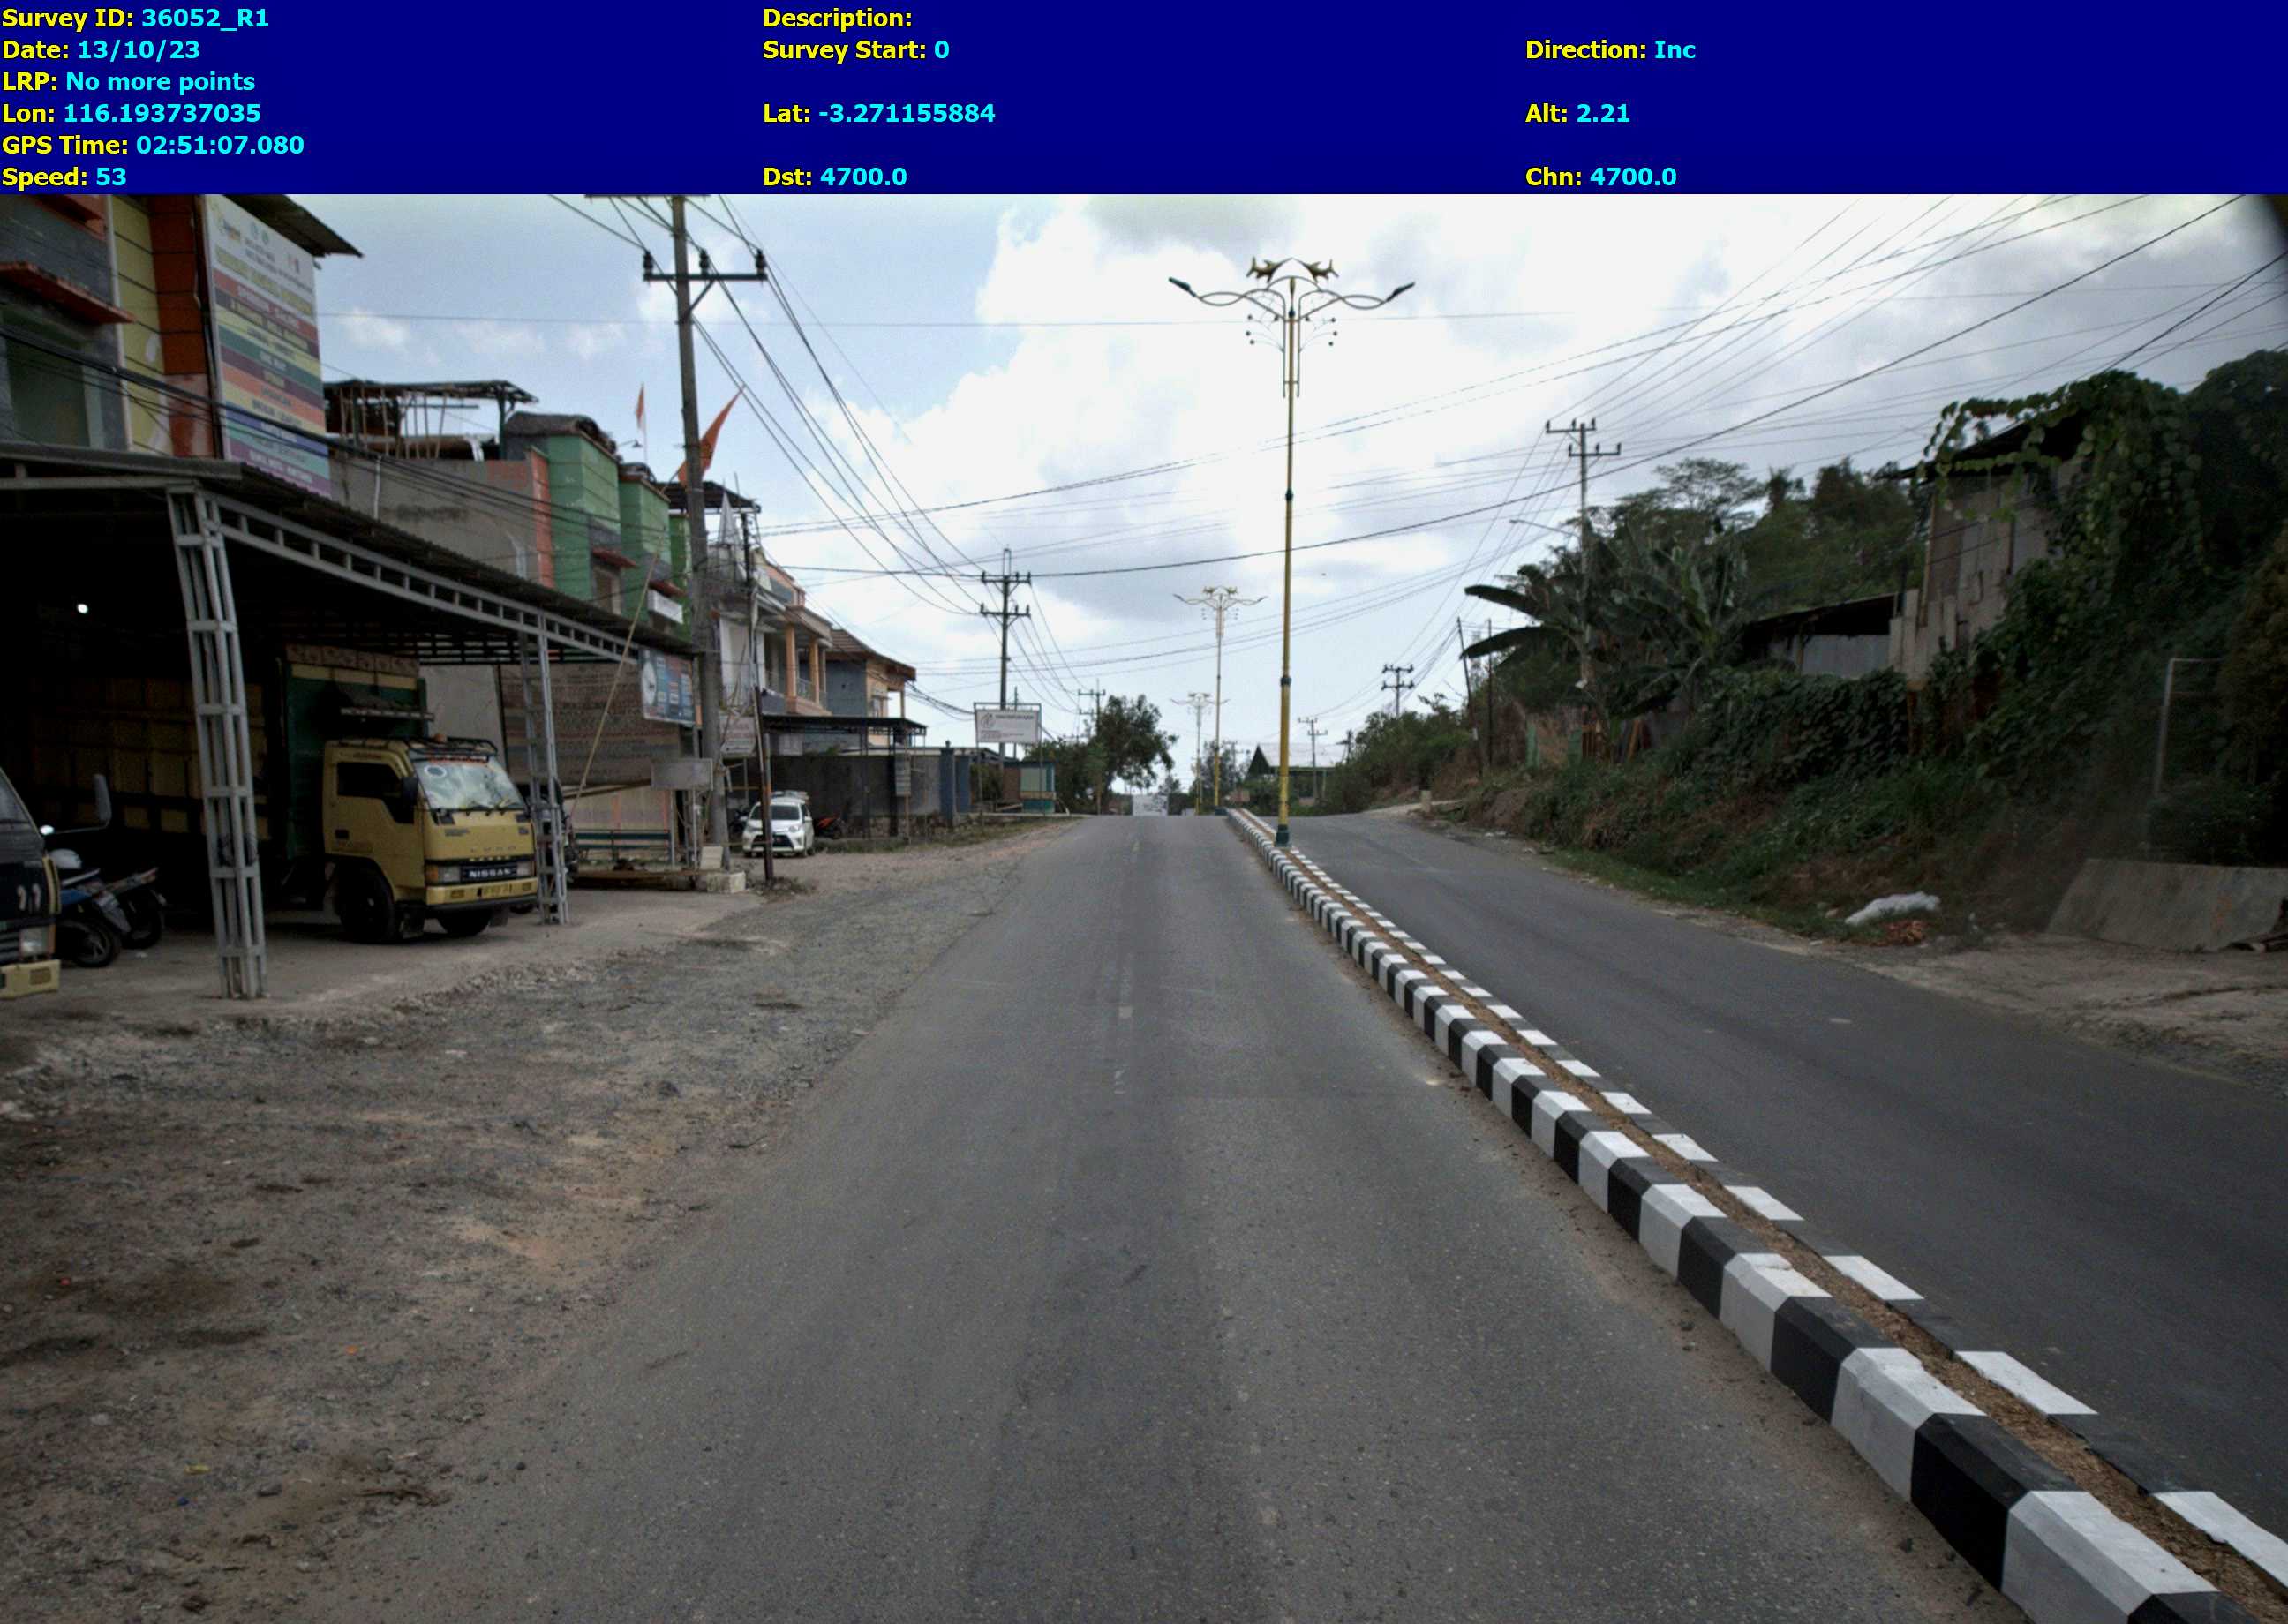 Survey ID: 36052_R1
Description:
Date: 13/10/23
Survey Start: 0
Direction: Inc
LRP: No more points
Lon: 116.193737035
Lat: -3.271155884
Alt: 2.21
GPS Time: 02:51:07.080
Speed: 53
Dst: 4700.0
Chn: 4700.0
NISSAN